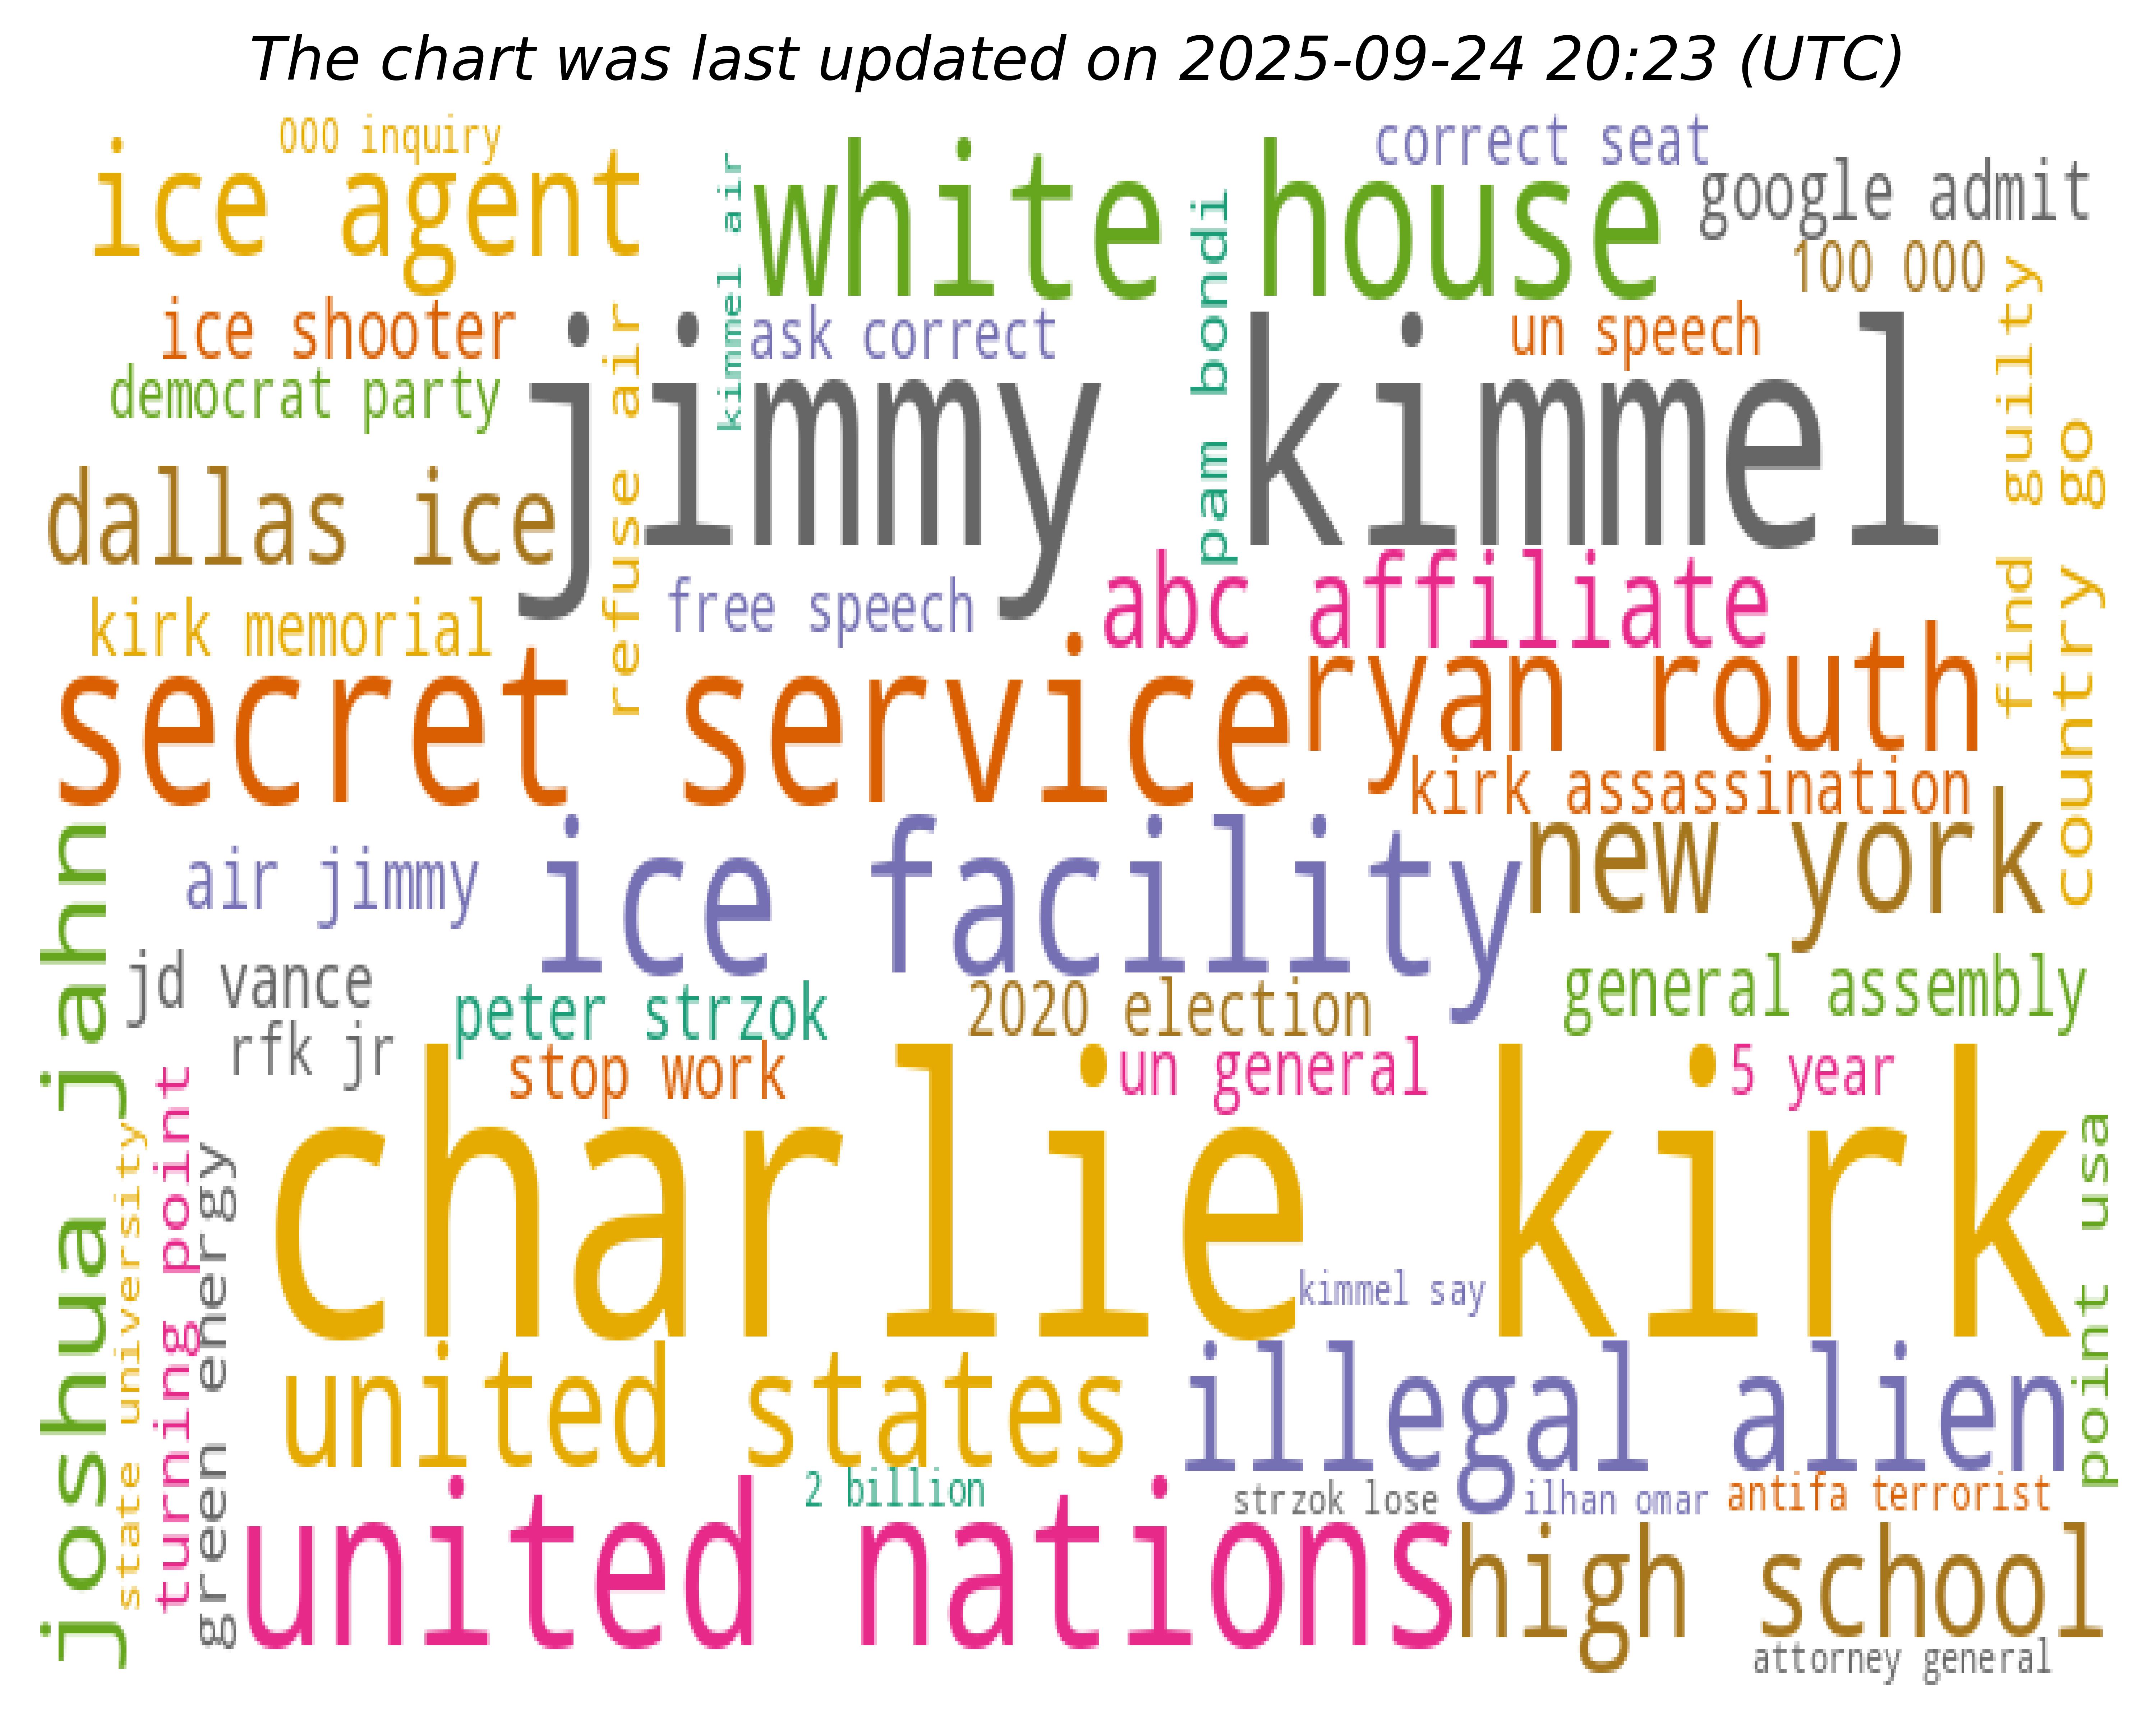 The chart was last updated on 2025-09-24 20:23 (UTC)
000 inquiry
correct seat
ice agent
white house
google admit
kimmel air
pam bondi
100 000
ice shooter
ask correct
un speech
find guilty
democrat party
jimmy kimmel
refuse air
country go
dallas ice
abc affiliate
kirk memorial
free speech
secret service
ryan routh
kirk assassination
new york
ice facility
air jimmy
joshua jahn
jd vance
peter strzok
2020 election
general assembly
rfk jr
stop work
un general
5 year
charlie kirk
state university
turning point
green energy
point usa
kimmel say
united states
illegal alien
2 billion
strzok lose
ilhan omar
antifa terrorist
united nations
high school
attorney general